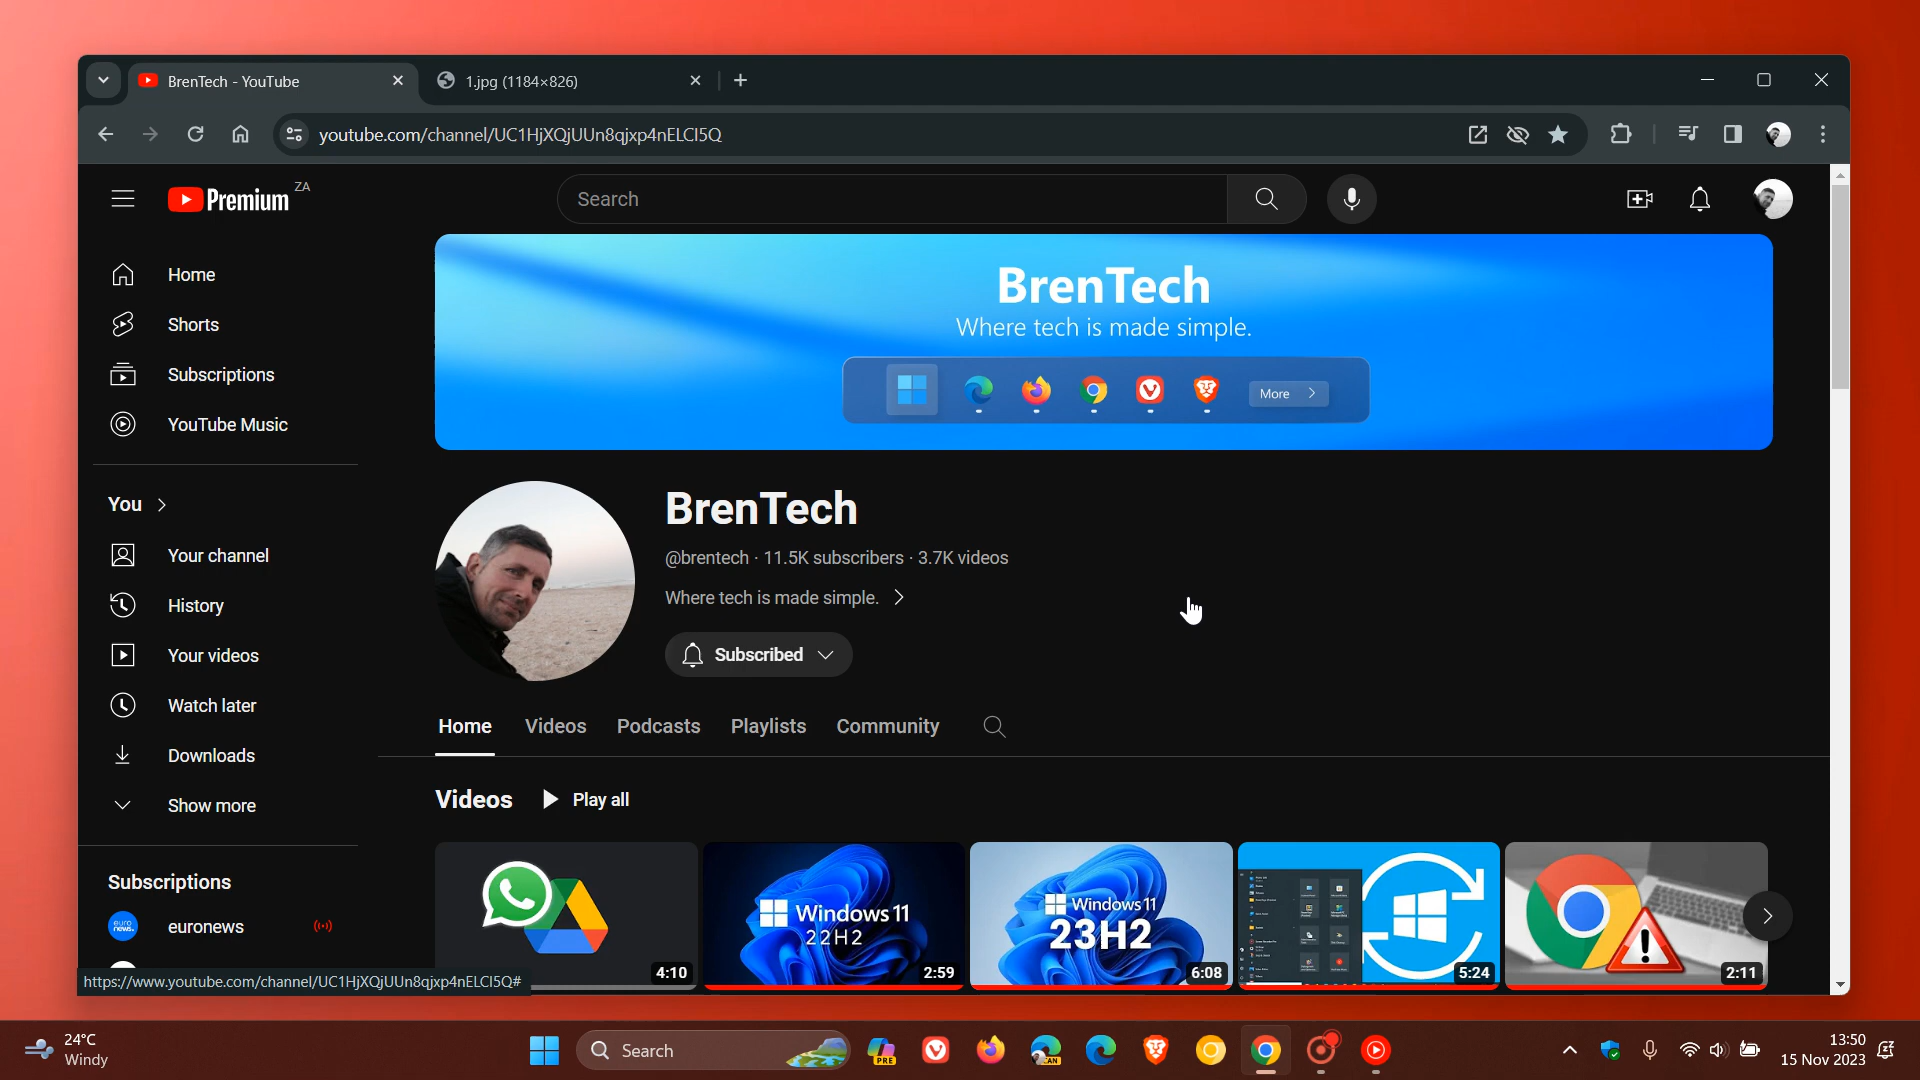 BrenTech - YouTube
1.jpg (1184×826)
youtube.com/channel/UC1HjXQjUUn8qjxp4nELCI5Q
Premium ZA
Search
Home
Shorts
Subscriptions
YouTube Music
You
Your channel
History
Your videos
Watch later
Downloads
Show more
Subscriptions
euro
news.
euronews
https://www.youtube.com/channel/UC1HjXQjUUn8qjxp4nELCI5Q#
BrenTech
Where tech is made simple.
More
BrenTech
@brentech · 11.5K subscribers · 3.7K videos
Where tech is made simple.
Subscribed
Home
Videos
Podcasts
Playlists
Community
Videos
Play all
4:10
Windows 11
22H2
2:59
Windows 11
23H2
6:08
5:24
2:11
24°C
Windy
Search
PRE
CAN
13:50
15 Nov 2023